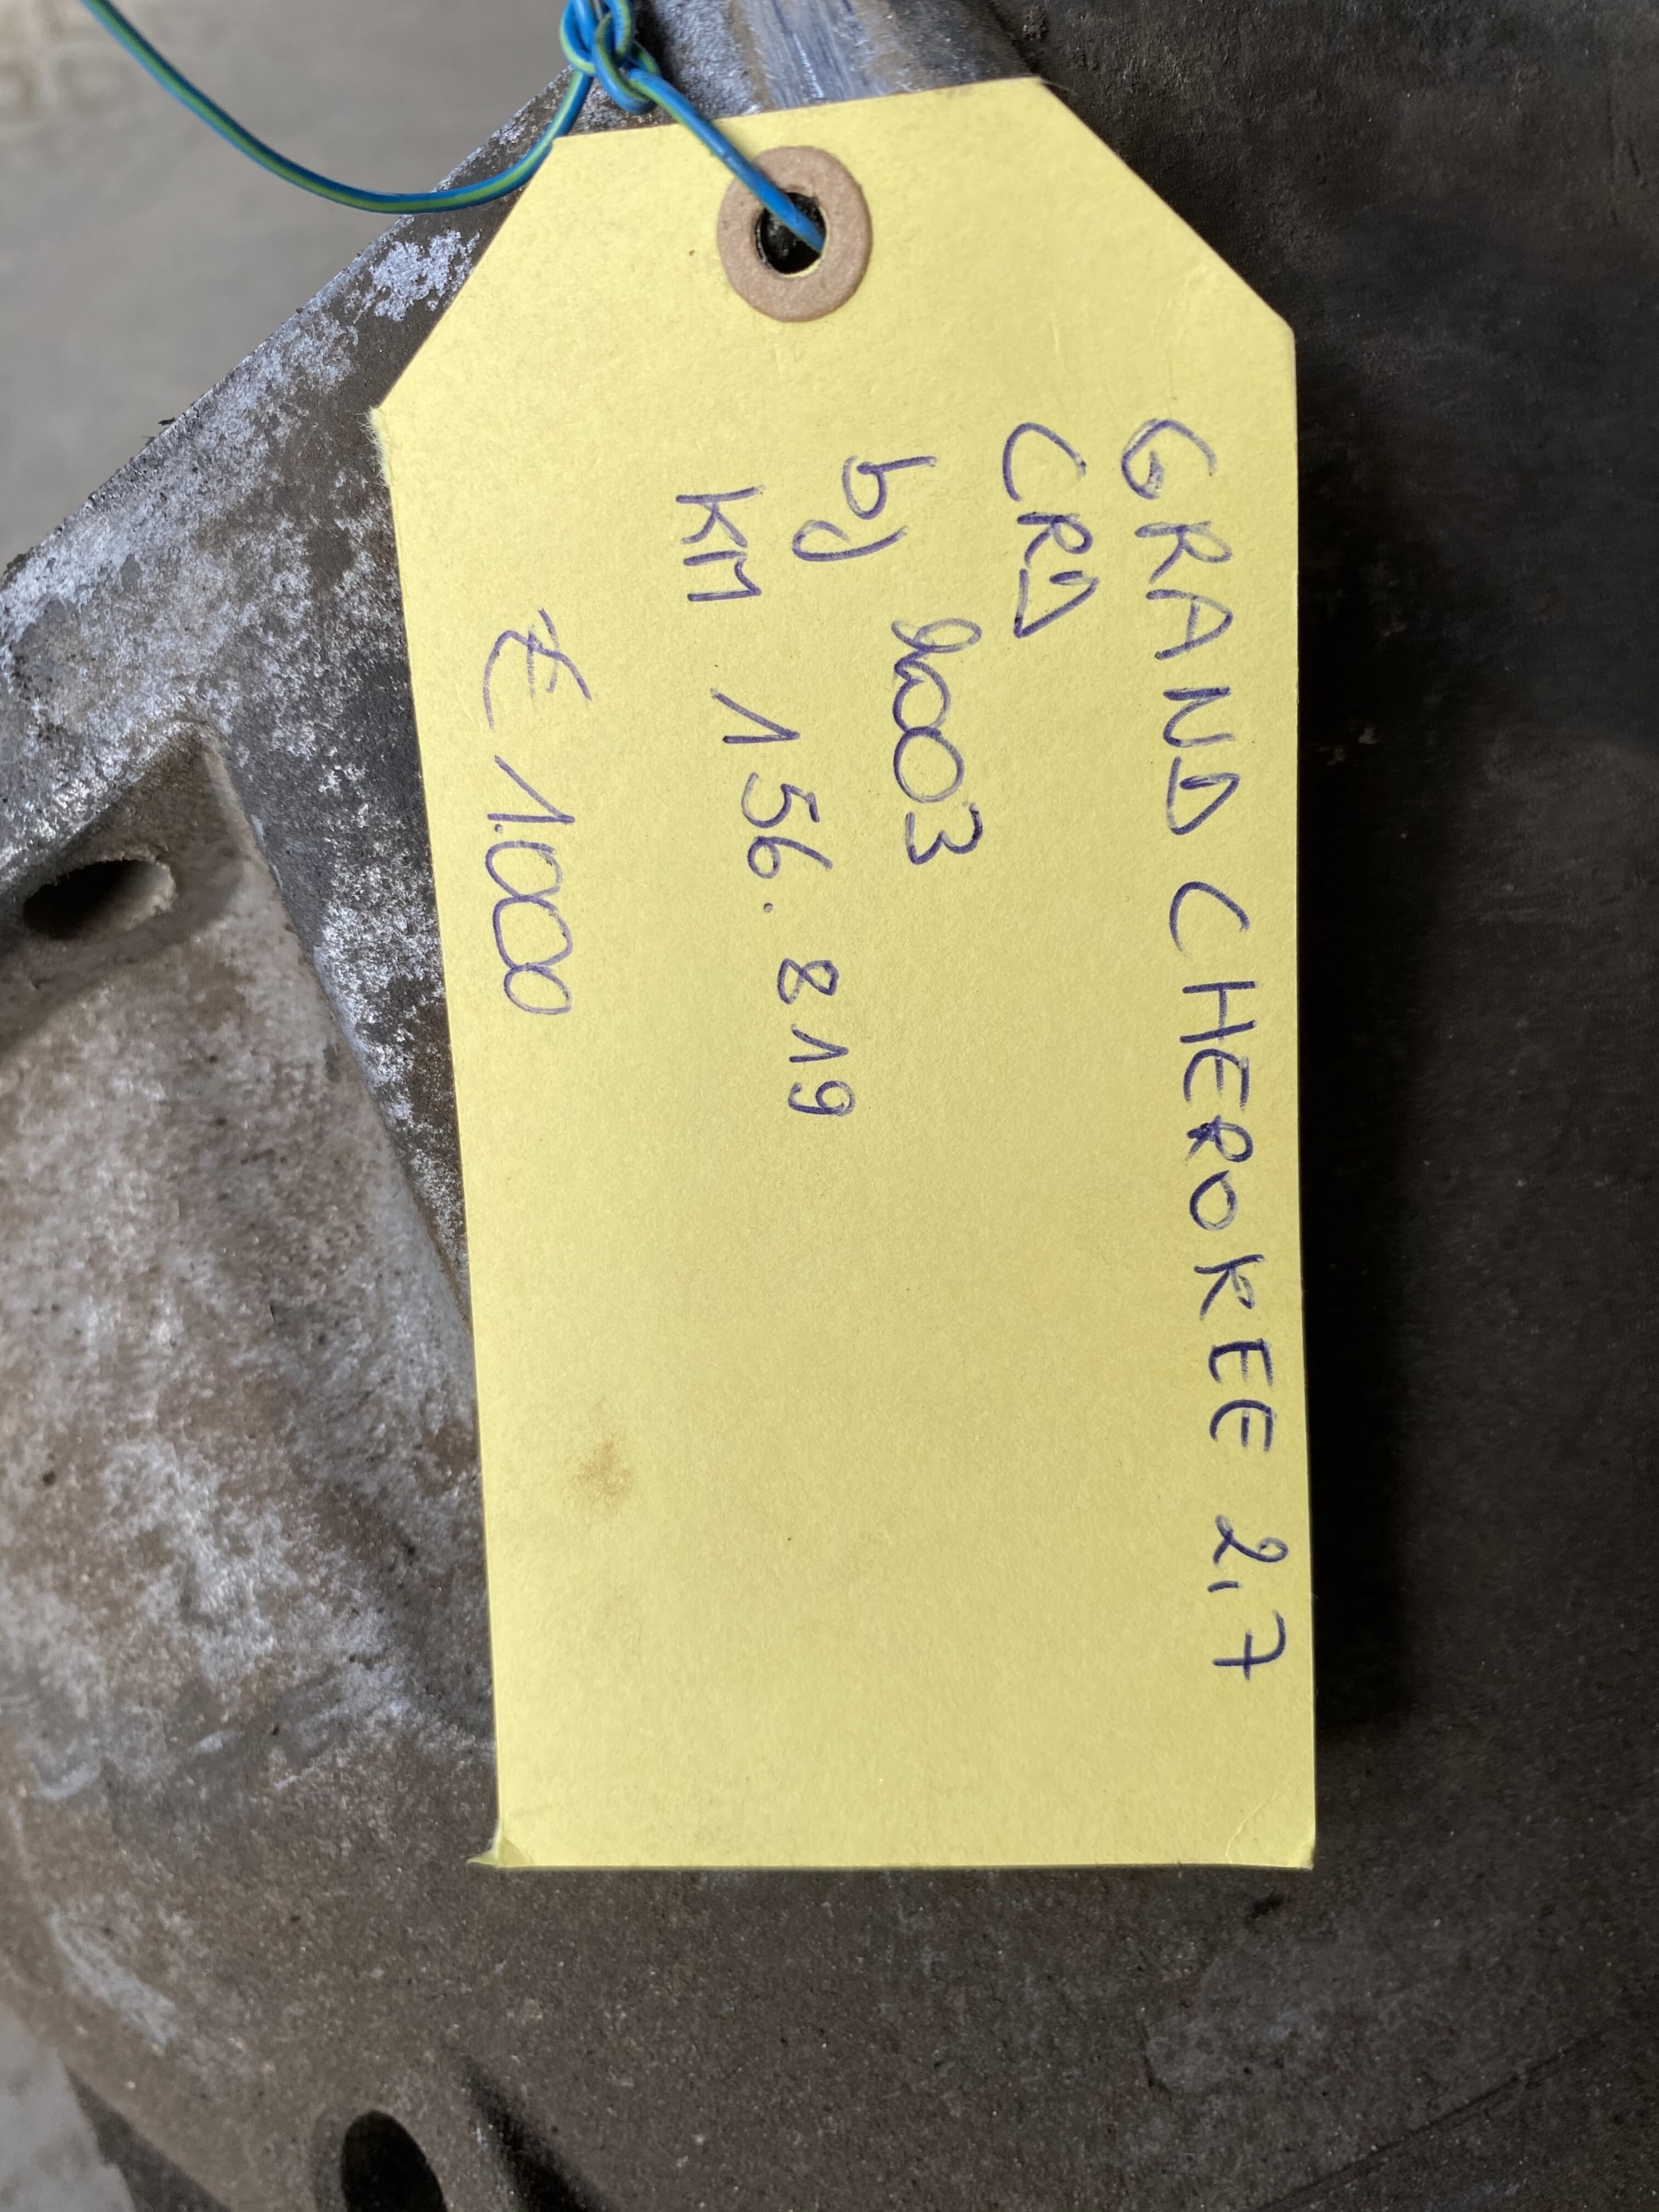 GRAND CHEROKEE 2,7
CRD
bj 2003
KM 156.819
€ 1.000